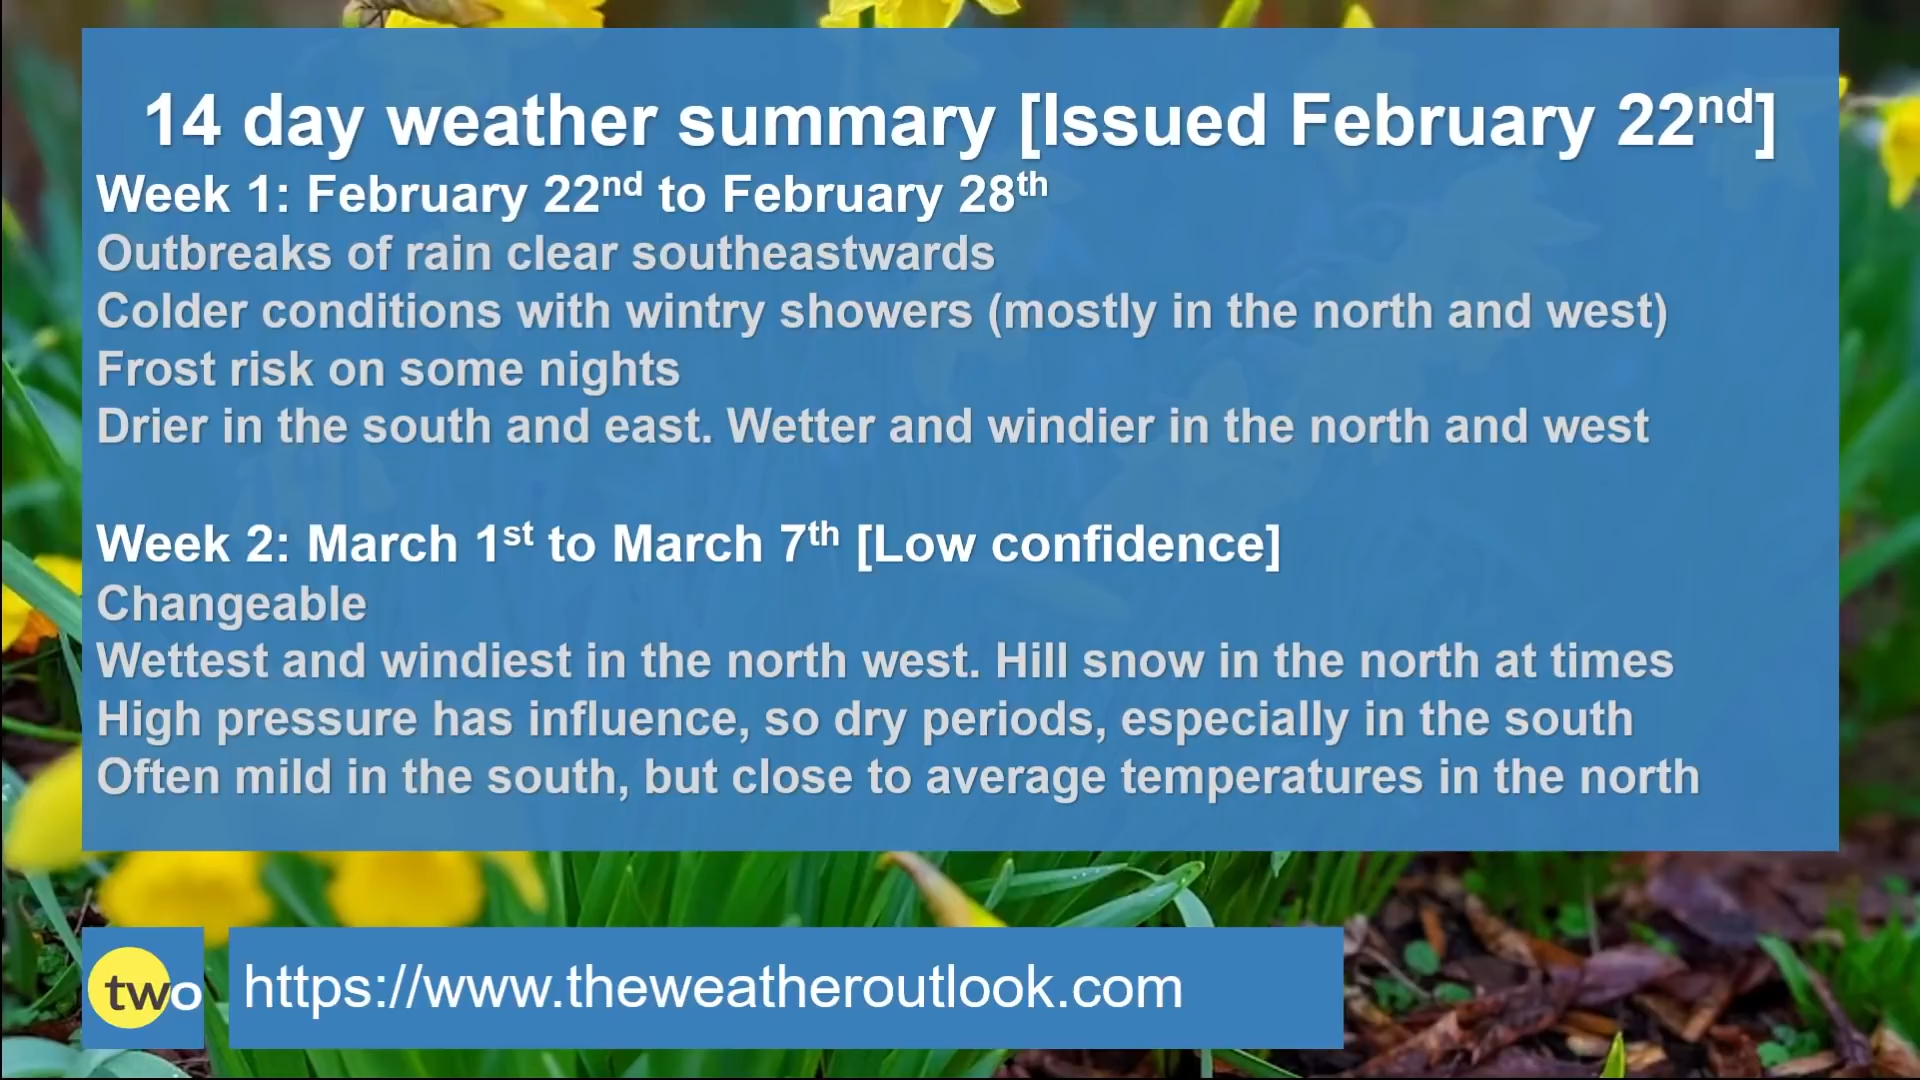 14 day weather summary [Issued February 22nd]
Week 1: February 22nd to February 28th
Outbreaks of rain clear southeastwards
Colder conditions with wintry showers (mostly in the north and west)
Frost risk on some nights
Drier in the south and east. Wetter and windier in the north and west
Week 2: March 1st to March 7th [Low confidence]
Changeable
Wettest and windiest in the north west. Hill snow in the north at times
High pressure has influence, so dry periods, especially in the south
Often mild in the south, but close to average temperatures in the north
two
https://www.theweatheroutlook.com